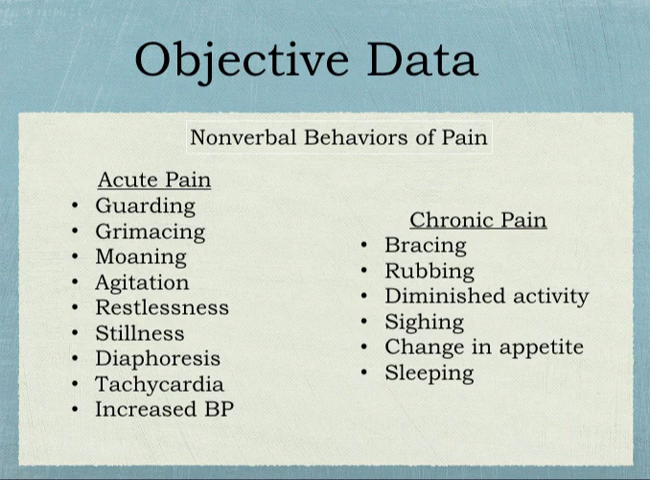 Objective Data
Nonverbal Behaviors of Pain
Acute Pain
• Guarding
• Grimacing
• Moaning
• Agitation
• Restlessness
• Stillness
• Diaphoresis
• Tachycardia
• Increased BP
Chronic Pain
• Bracing
• Rubbing
• Diminished activity
• Sighing
• Change in appetite
• Sleeping